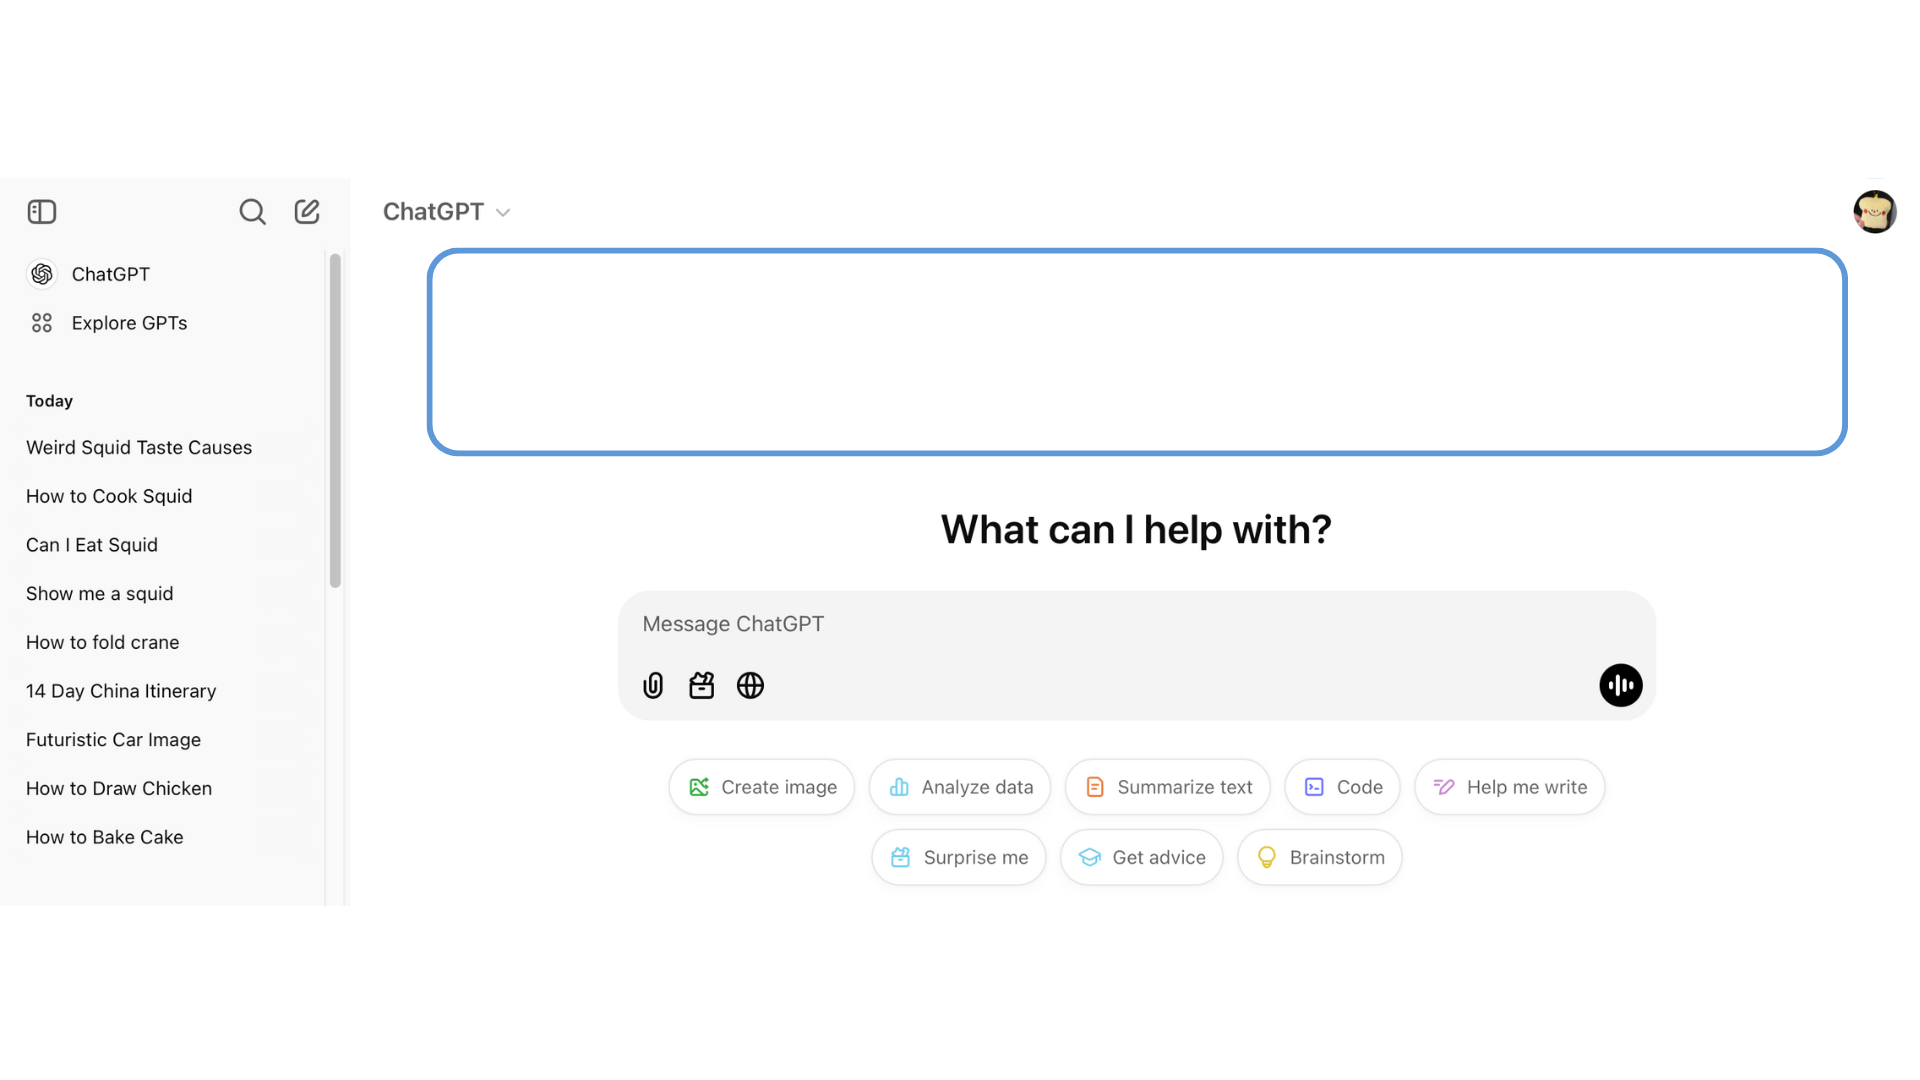 ChatGPT
ChatGPT
Explore GPTs
Today
Weird Squid Taste Causes
How to Cook Squid
Can I Eat Squid
Show me a squid
How to fold crane
14 Day China Itinerary
Futuristic Car Image
How to Draw Chicken
How to Bake Cake
What can I help with?
Message ChatGPT
Create image
Analyze data
Summarize text
Code
Help me write
Surprise me
Get advice
Brainstorm